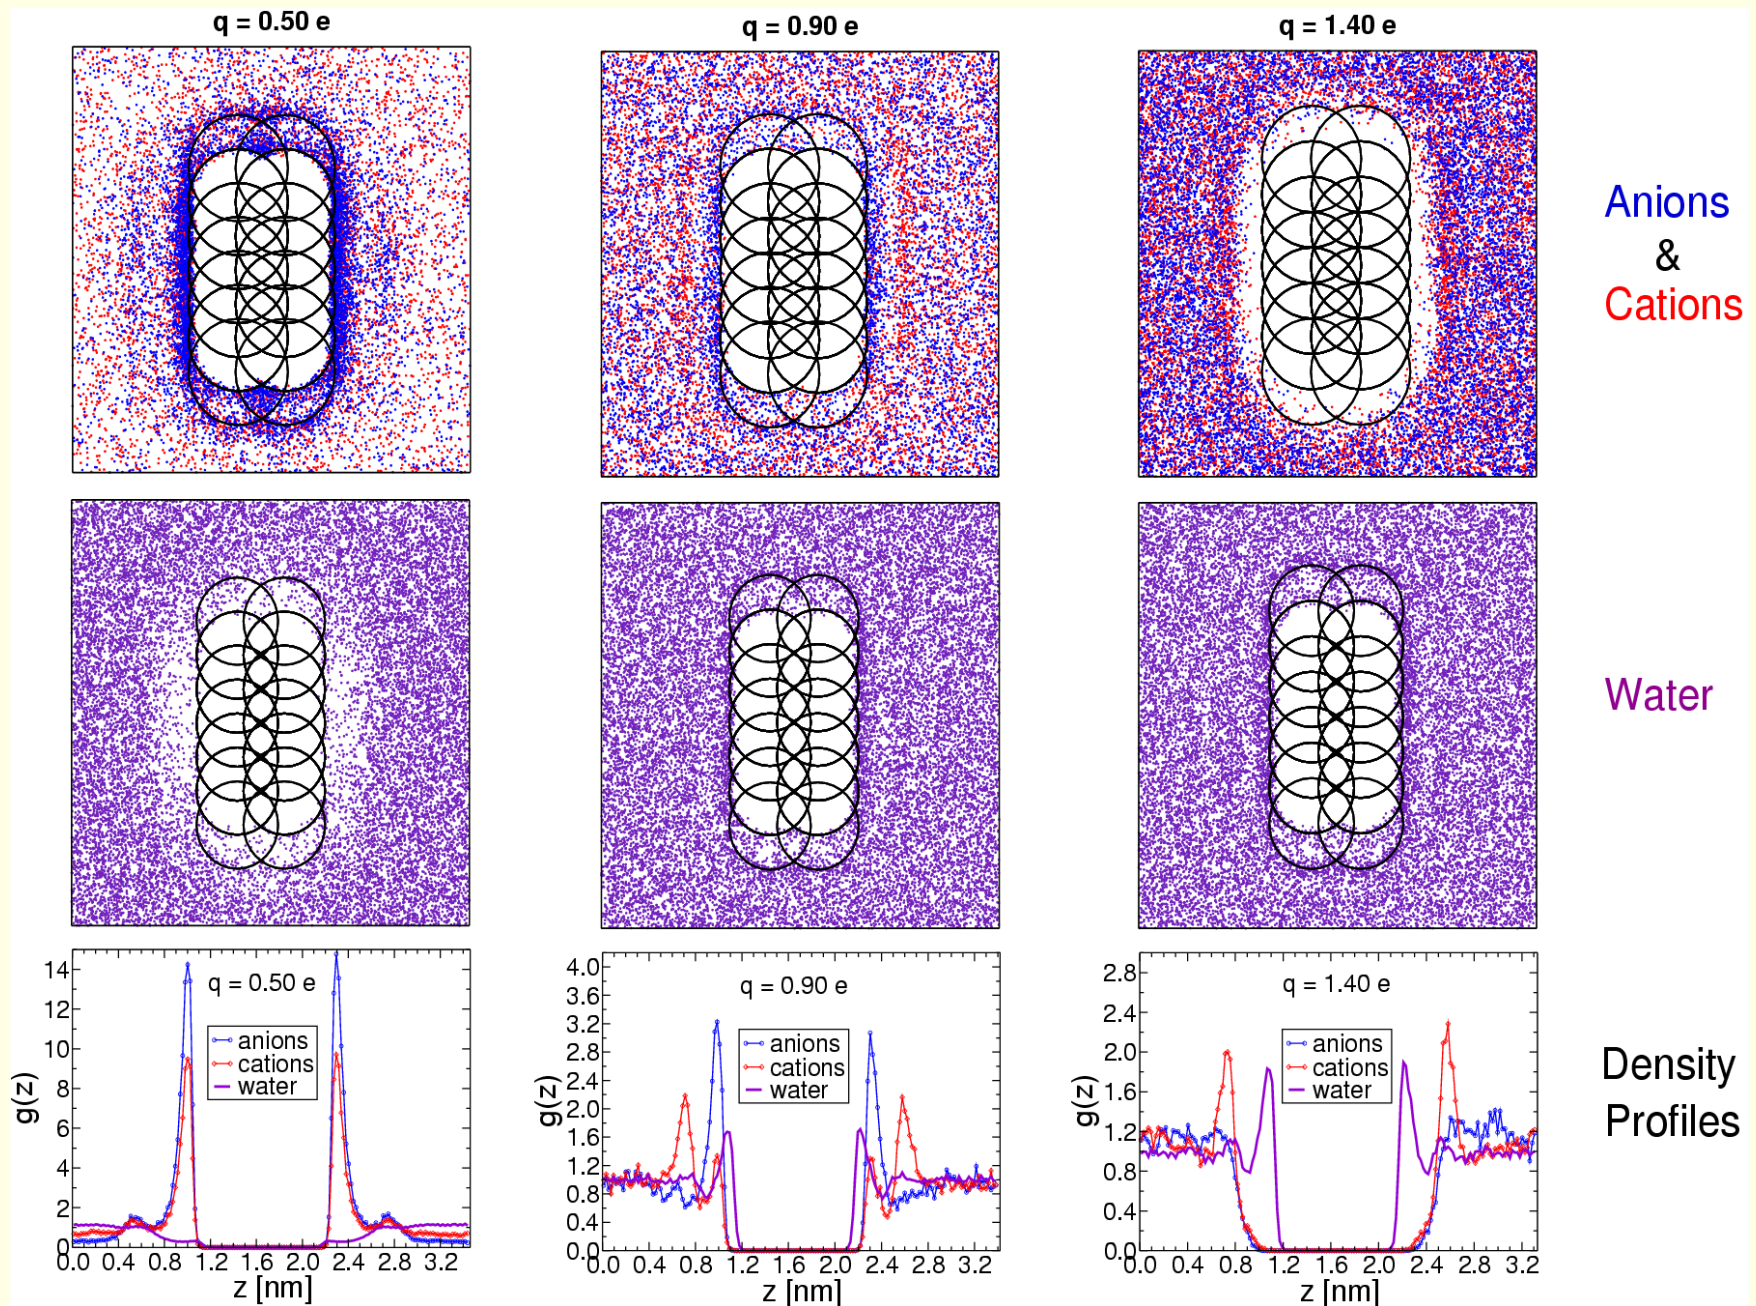 q = 0.50 e
q = 0.90 e
q = 1.40 e
Anions
&
Cations
Water
14
12
10
8
6
4
2
0
g(z)
q = 0.50 e
anions
cations
water
0.0 0.4 0.8 1.2 1.6 2.0 2.4 2.8 3.2
z [nm]
4.0
3.6
3.2
2.8
2.4
2.0
1.6
1.2
0.8
0.4
0.0
g(z)
q = 0.90 e
anions
cations
water
0.0 0.4 0.8 1.2 1.6 2.0 2.4 2.8 3.2
z [nm]
2.8
2.4
2.0
1.6
1.2
0.8
0.4
0.0
g(z)
q = 1.40 e
anions
cations
water
0.0 0.4 0.8 1.2 1.6 2.0 2.4 2.8 3.2
z [nm]
Density
Profiles